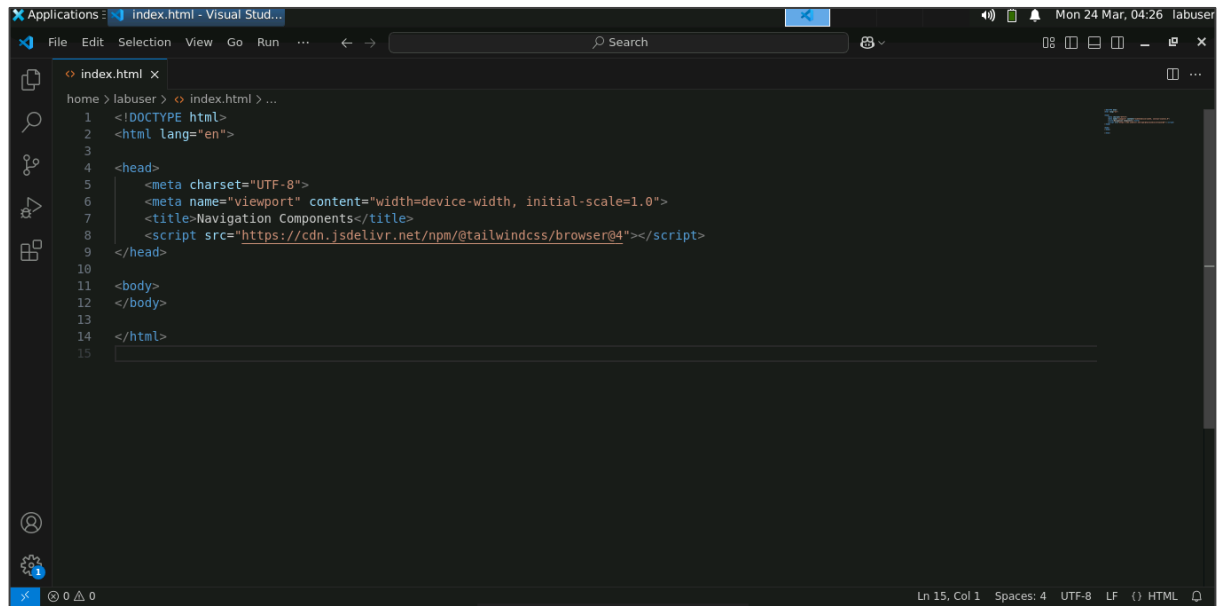 Applications
index.html - Visual Stud...
Mon 24 Mar, 04:26 labuser
File Edit Selection View Go Run ... Search
index.html
home > labuser > index.html > ...
1 <!DOCTYPE html>
2 <html lang="en">
3
4 <head>
5     <meta charset="UTF-8">
6     <meta name="viewport" content="width=device-width, initial-scale=1.0">
7     <title>Navigation Components</title>
8     <script src="https://cdn.jsdelivr.net/npm/@tailwindcss/browser@4"></script>
9 </head>
10
11 <body>
12 </body>
13
14 </html>
15
1
0 0 Ln 15, Col 1 Spaces: 4 UTF-8 LF {} HTML